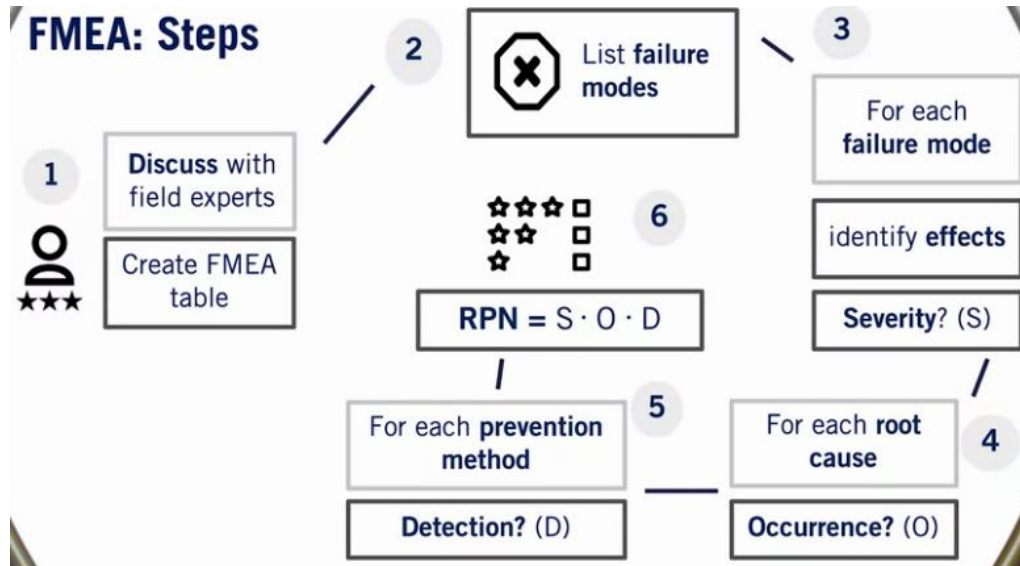 FMEA: Steps
1
Discuss with
field experts
Create FMEA
table
2
List failure
modes
3
For each
failure mode
identify effects
Severity? (S)
4
For each root
cause
Occurrence? (O)
5
For each prevention
method
Detection? (D)
6
RPN = S · O · D